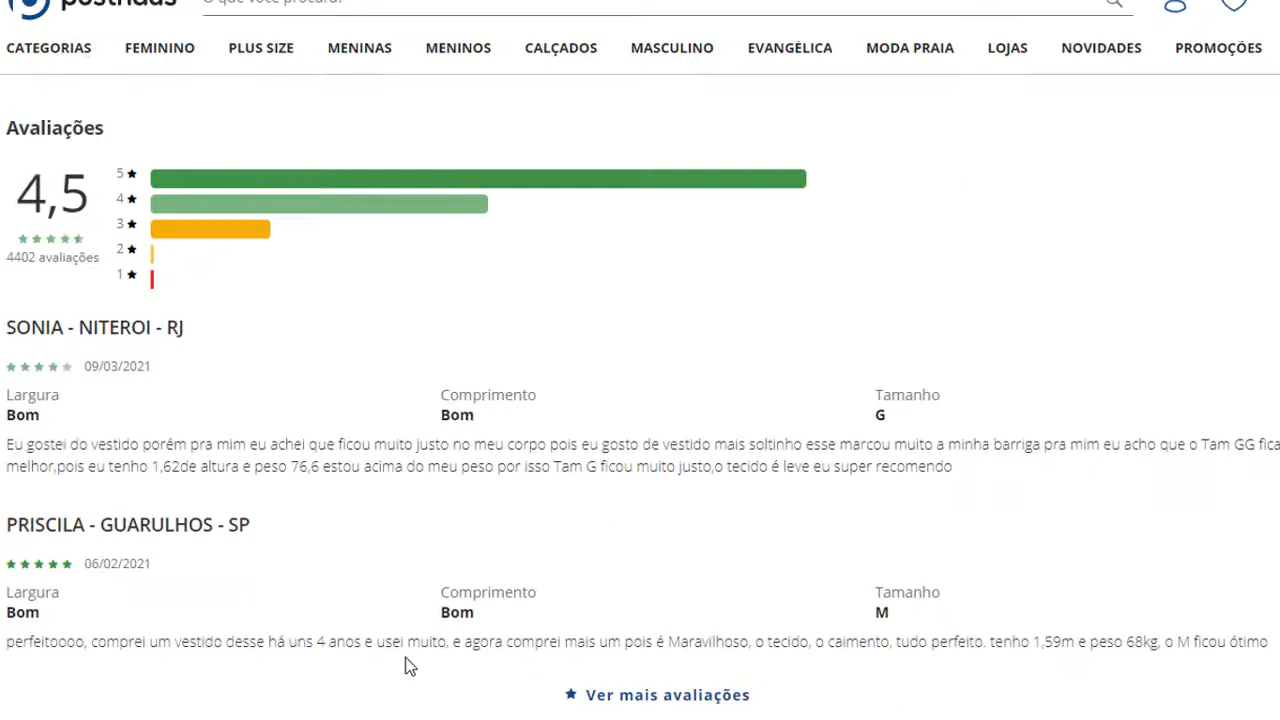 posthaus
O que você procura?
CATEGORIAS FEMININO PLUS SIZE MENINAS MENINOS CALÇADOS MASCULINO EVANGÉLICA MODA PRAIA LOJAS NOVIDADES PROMOÇÕES
Avaliações
4,5
4402 avaliações
5
4
3
2
1
SONIA - NITEROI - RJ
09/03/2021
Largura Comprimento Tamanho
Bom Bom G
Eu gostei do vestido porém pra mim eu achei que ficou muito justo no meu corpo pois eu gosto de vestido mais soltinho esse marcou muito a minha barriga pra mim eu acho que o Tam GG fica
melhor,pois eu tenho 1,62de altura e peso 76,6 estou acima do meu peso por isso Tam G ficou muito justo,o tecido é leve eu super recomendo
PRISCILA - GUARULHOS - SP
06/02/2021
Largura Comprimento Tamanho
Bom Bom M
perfeitoooo, comprei um vestido desse há uns 4 anos e usei muito, e agora comprei mais um pois é Maravilhoso, o tecido, o caimento, tudo perfeito. tenho 1,59m e peso 68kg, o M ficou ótimo
Ver mais avaliações